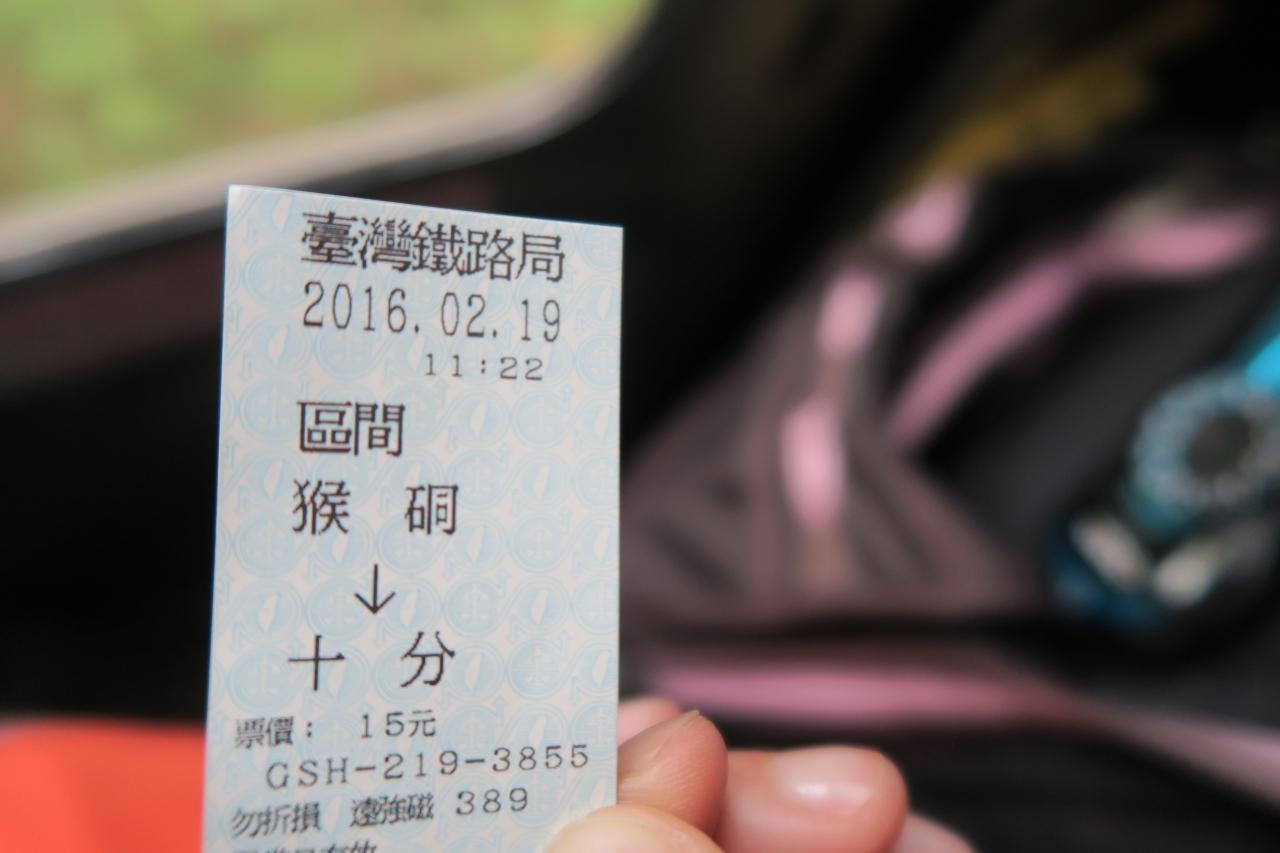 臺灣鐵路局
2016.02.19
11:22
區間
猴 硐
↓
十 分
票價： 15元
GSH-219-3855
勿折損 遠強磁 389